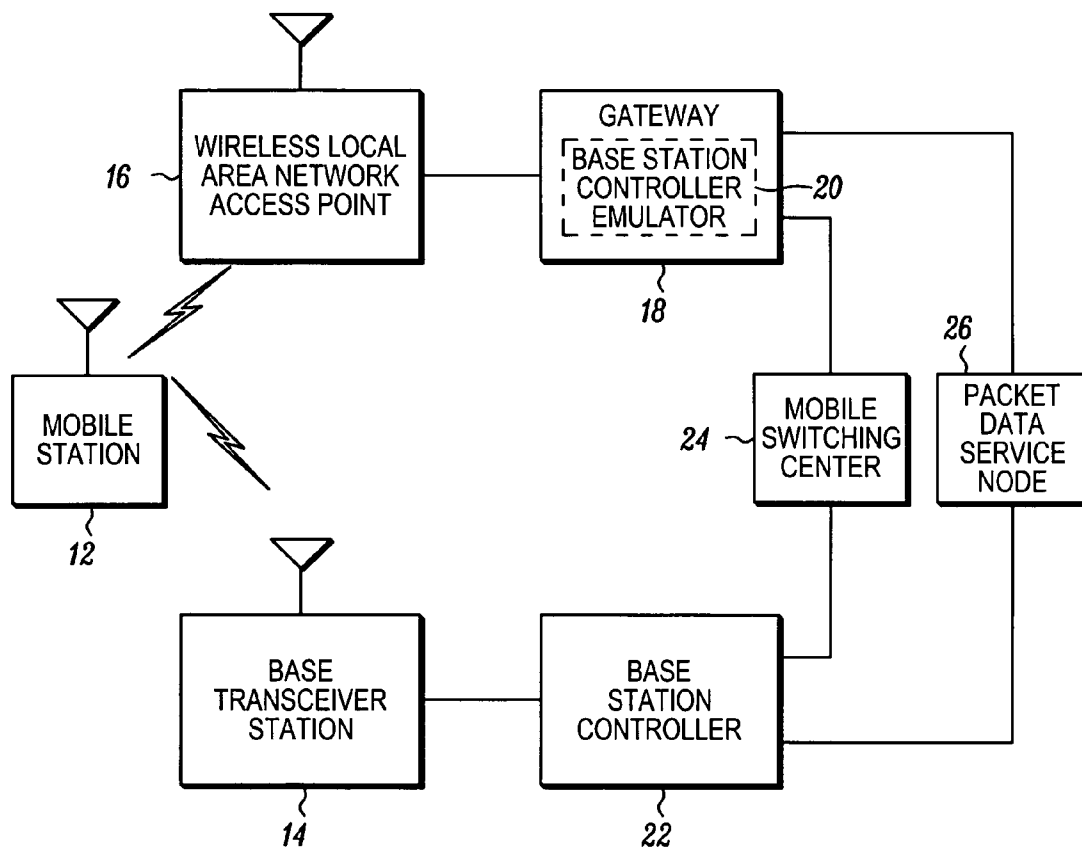 WIRELESS LOCAL
AREA NETWORK
ACCESS POINT
16
GATEWAY
BASE STATION
CONTROLLER
EMULATOR
20
18
MOBILE
STATION
12
MOBILE
SWITCHING
CENTER
24
26
PACKET
DATA
SERVICE
NODE
BASE
TRANSCEIVER
STATION
14
BASE
STATION
CONTROLLER
22